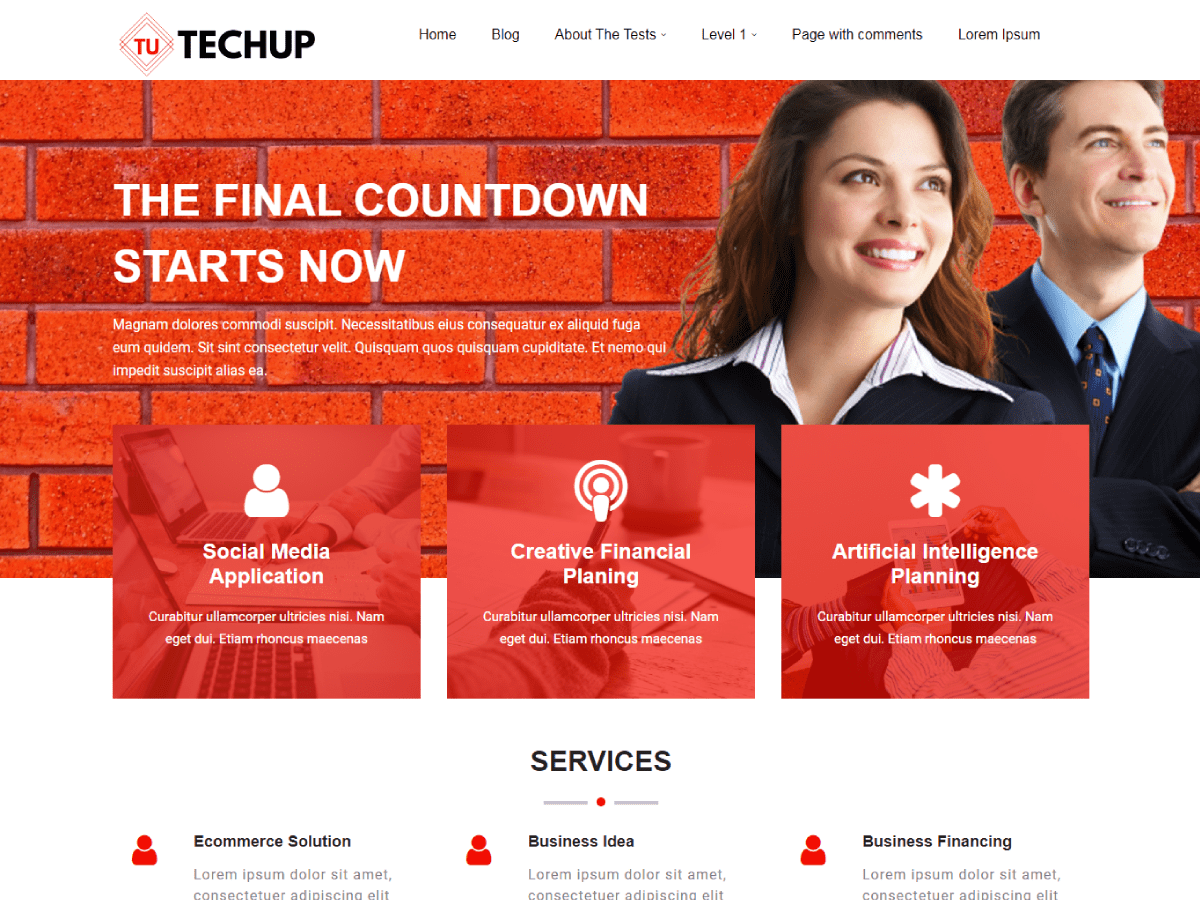 TU TECHUP
Home Blog About The Tests Level 1 Page with comments Lorem Ipsum
THE FINAL COUNTDOWN
STARTS NOW
Magnam dolores commodi suscipit. Necessitatibus eius consequatur ex aliquid fuga
eum quidem. Sit sint consectetur velit. Quisquam quos quisquam cupiditate. Et nemo qui
impedit suscipit alias ea.
Social Media
Application
Curabitur ullamcorper ultricies nisi. Nam
eget dui. Etiam rhoncus maecenas
Creative Financial
Planing
Curabitur ullamcorper ultricies nisi. Nam
eget dui. Etiam rhoncus maecenas
Artificial Intelligence
Planning
Curabitur ullamcorper ultricies nisi. Nam
eget dui. Etiam rhoncus maecenas
SERVICES
Ecommerce Solution
Lorem ipsum dolor sit amet,
consectetuer adipiscing elit
Business Idea
Lorem ipsum dolor sit amet,
consectetuer adipiscing elit
Business Financing
Lorem ipsum dolor sit amet,
consectetuer adipiscing elit